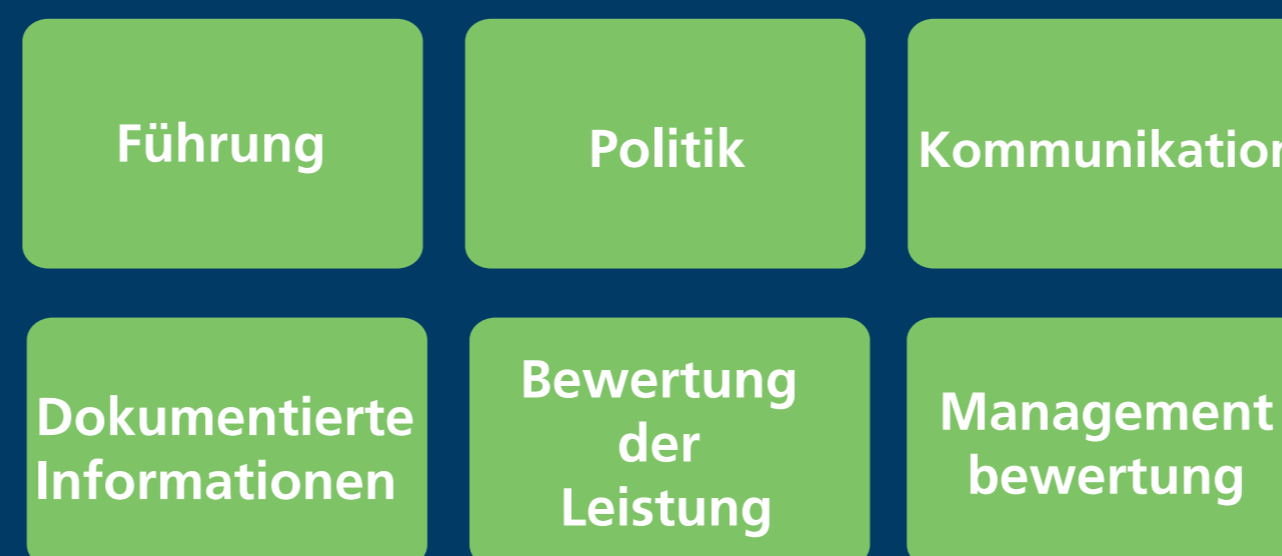 Führung
Politik
Kommunikation
Dokumentierte
Informationen
Bewertung
der
Leistung
Management
bewertung